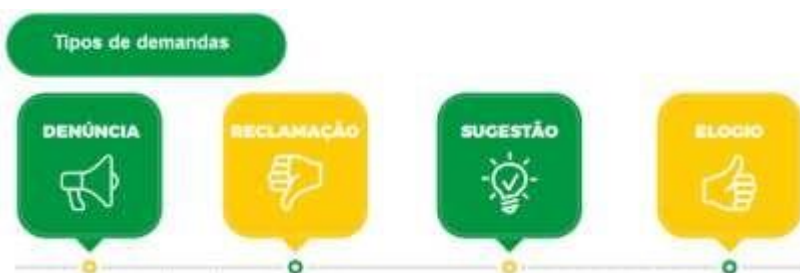 Tipos de demandas
DENÚNCIA
RECLAMAÇÃO
SUGESTÃO
ELOGIO